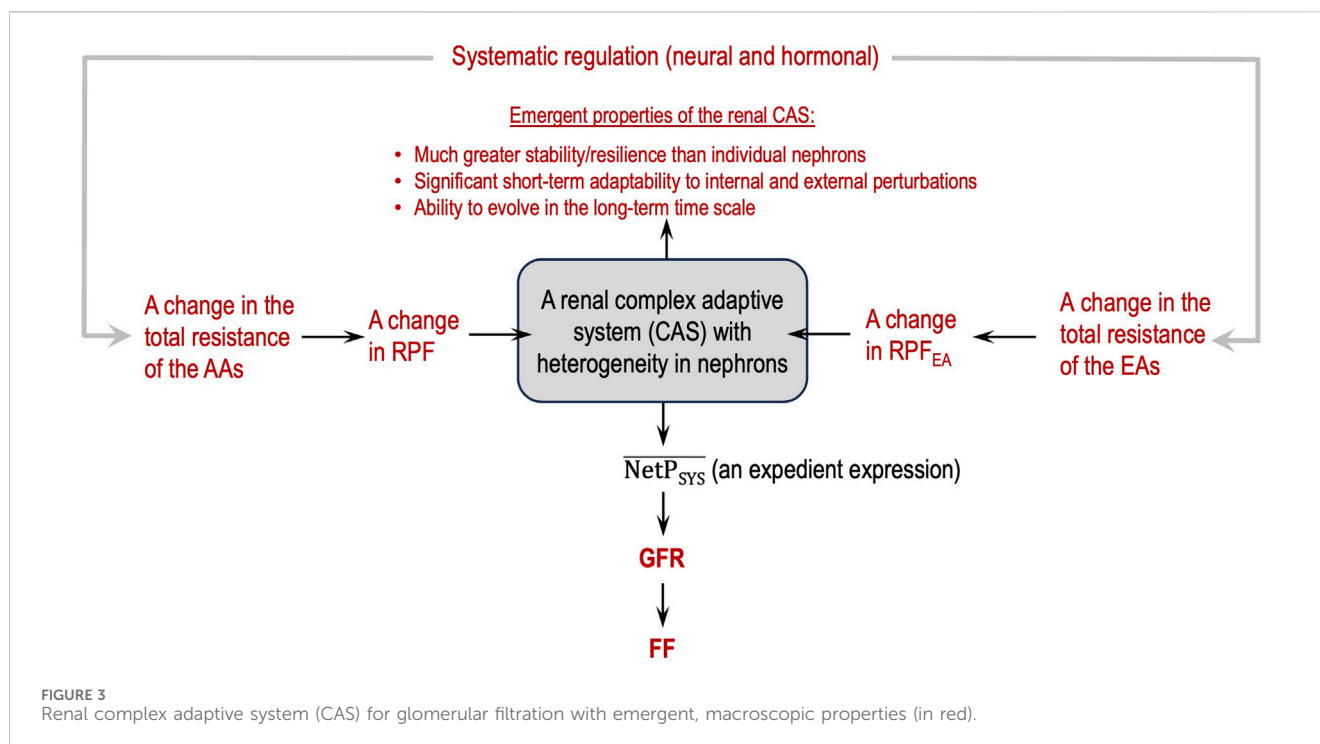 Systematic regulation (neural and hormonal)
Emergent properties of the renal CAS:
• Much greater stability/resilience than individual nephrons
• Significant short-term adaptability to internal and external perturbations
• Ability to evolve in the long-term time scale
A change in the
total resistance
of the AAs
A change
in RPF
A renal complex adaptive
system (CAS) with
heterogeneity in nephrons
A change
in RPF_EA
A change in the
total resistance
of the EAs
NetP_SYS (an expedient expression)
GFR
FF
FIGURE 3
Renal complex adaptive system (CAS) for glomerular filtration with emergent, macroscopic properties (in red).